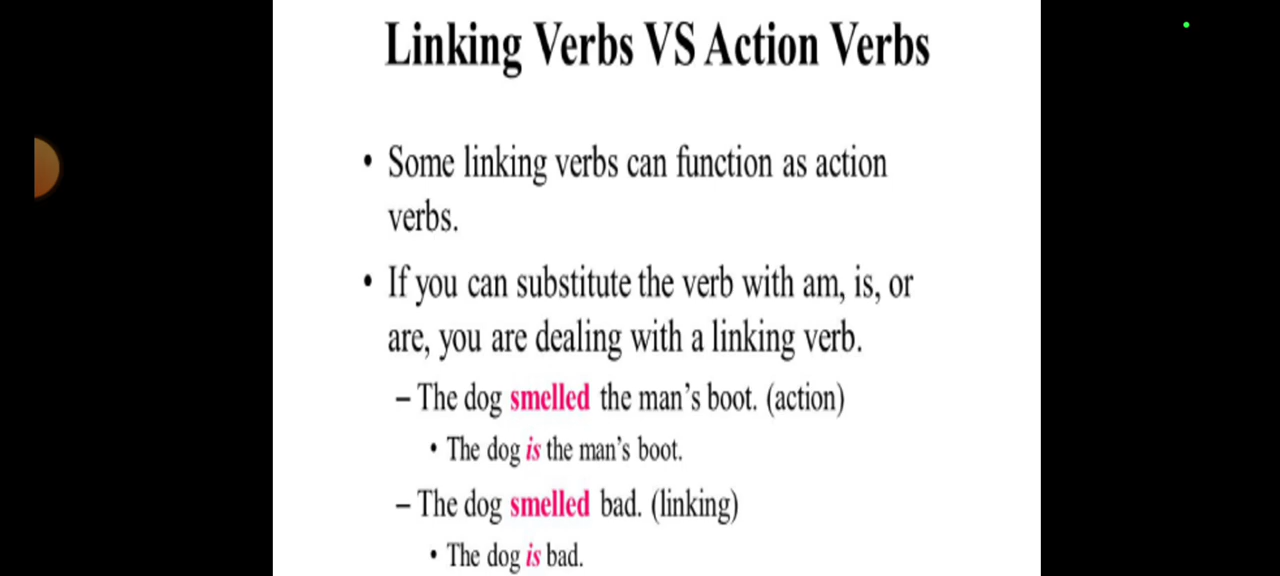 Linking Verbs VS Action Verbs
• Some linking verbs can function as action
verbs.
• If you can substitute the verb with am, is, or
are, you are dealing with a linking verb.
– The dog smelled the man’s boot. (action)
• The dog is the man’s boot.
– The dog smelled bad. (linking)
• The dog is bad.